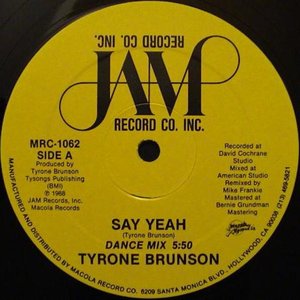 RECORD CO. INC.
JAM
RECORD CO. INC.
MRC-1062
SIDE A
Produced by
Tyrone Brunson
Tysongs Publishing
(BMI)
℗ 1988
JAM Records, Inc.
Macola Records
Recorded at
David Cochrane
Studio
Mixed at
American Studio
Remixed by
Mike Frankie
Mastered at
Bernie Grundman
Mastering
SAY YEAH
(Tyrone Brunson)
DANCE MIX 5:50
TYRONE BRUNSON
Macola
Record Co.
MANUFACTURED AND DISTRIBUTED BY MACOLA RECORD CO. 6209 SANTA MONICA BLVD., HOLLYWOOD, CA 90038 (213) 469-5821